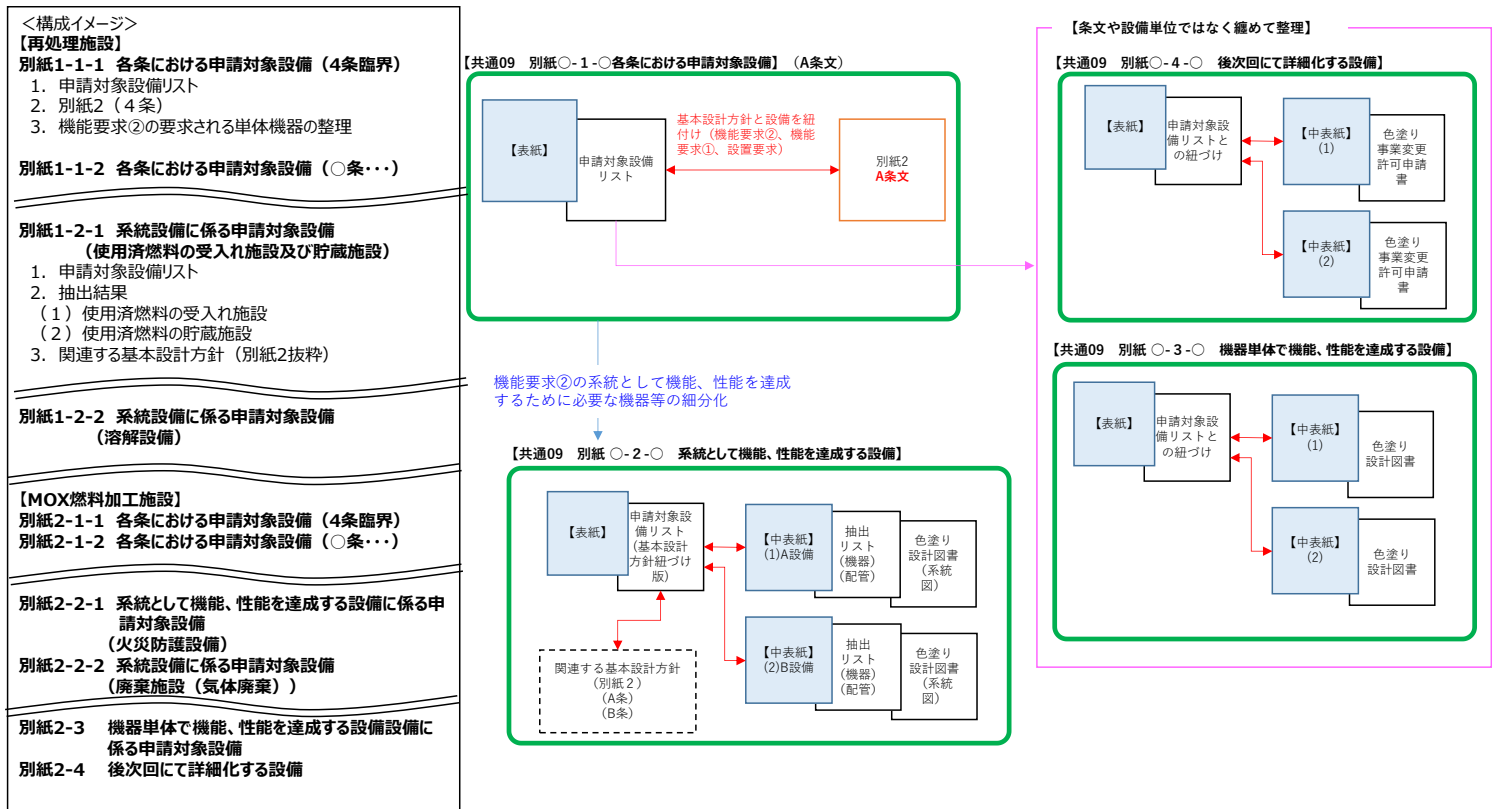 ＜構成イメージ＞
【再処理施設】
別紙1-1-1 各条における申請対象設備（4条臨界）
1. 申請対象設備リスト
2. 別紙2（４条）
3. 機能要求②の要求される単体機器の整理
別紙1-1-2 各条における申請対象設備（○条・・・）
別紙1-2-1 系統設備に係る申請対象設備
（使用済燃料の受入れ施設及び貯蔵施設）
1. 申請対象設備リスト
2. 抽出結果
（１）使用済燃料の受入れ施設
（２）使用済燃料の貯蔵施設
3. 関連する基本設計方針（別紙2抜粋）
別紙1-2-2 系統設備に係る申請対象設備
（溶解設備）
【MOX燃料加工施設】
別紙2-1-1 各条における申請対象設備（4条臨界）
別紙2-1-2 各条における申請対象設備（○条・・・）
別紙2-2-1 系統として機能、性能を達成する設備に係る申
請対象設備
（火災防護設備）
別紙2-2-2 系統設備に係る申請対象設備
（廃棄施設（気体廃棄））
別紙2-3 機器単体で機能、性能を達成する設備設備に
係る申請対象設備
別紙2-4 後次回にて詳細化する設備
【共通09 別紙○-１-○各条における申請対象設備】（A条文）
【表紙】
申請対象設備
リスト
基本設計方針と設備を紐
付け（機能要求②、機能
要求①、設置要求）
別紙2
A条文
機能要求②の系統として機能、性能を達成
するために必要な機器等の細分化
【共通09 別紙 ○-２-○ 系統として機能、性能を達成する設備】
【表紙】
申請対象設
備リスト
(基本設計
方針紐づけ
版)
【中表紙】
(1)A設備
抽出
リスト
(機器)
(配管)
色塗り
設計図書
（系統
図）
【中表紙】
(2)B設備
抽出
リスト
(機器)
(配管)
色塗り
設計図書
（系統
図）
関連する基本設計方針
(別紙２)
(A条)
(B条)
【条文や設備単位ではなく纏めて整理】
【共通09 別紙○-４-○ 後次回にて詳細化する設備】
【表紙】
申請対象設
備リストと
の紐づけ
【中表紙】
(1)
色塗り
事業変更
許可申請
書
【中表紙】
(2)
色塗り
事業変更
許可申請
書
【共通09 別紙 ○-３-○ 機器単体で機能、性能を達成する設備】
【表紙】
申請対象設
備リストと
の紐づけ
【中表紙】
(1)
色塗り
設計図書
【中表紙】
(2)
色塗り
設計図書